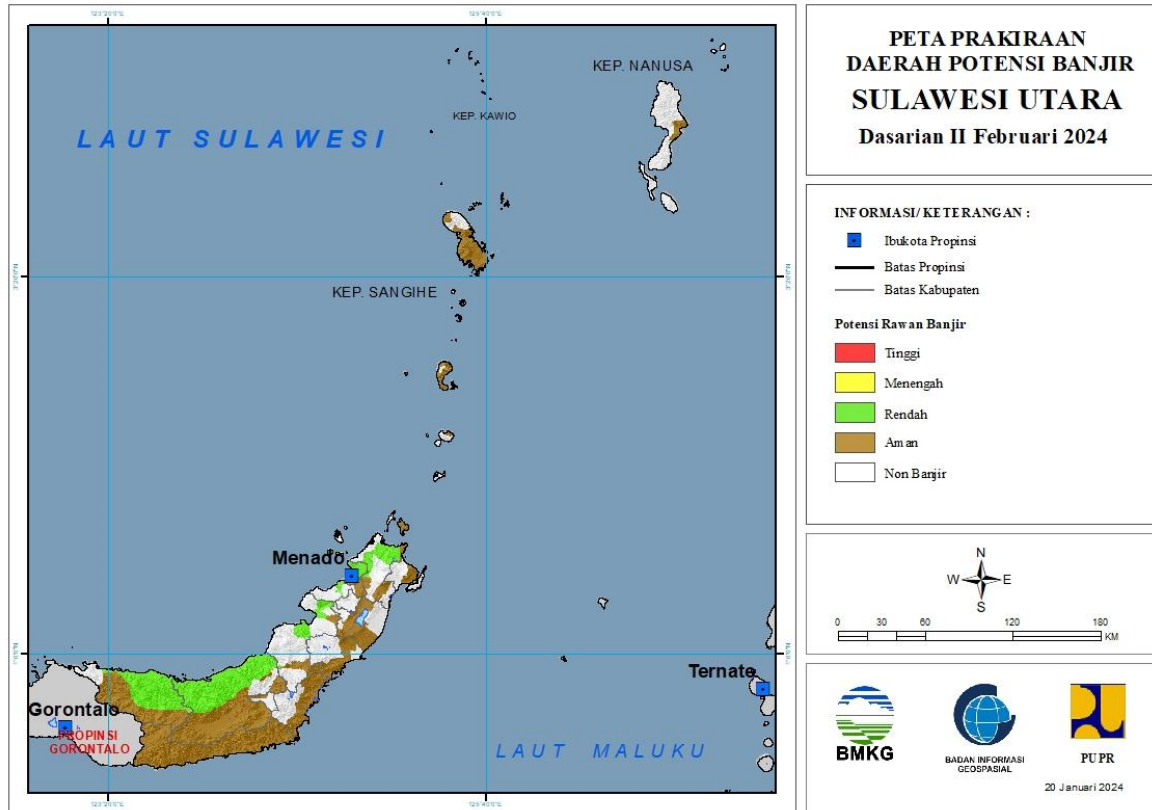 PETA PRAKIRAAN
DAERAH POTENSI BANJIR
SULAWESI UTARA
Dasarian II Februari 2024
INFORMASI/ KETERANGAN :
Ibukota Propinsi
Batas Propinsi
Batas Kabupaten
Potensi Rawan Banjir
Tinggi
Menengah
Rendah
Aman
Non Banjir
N
W E
S
0 30 60 120 180
KM
BMKG
BADAN INFORMASI
GEOSPASIAL
PUPR
20 Januari 2024
KEP. NANUSA
KEP. KAWIO
LAUT SULAWESI
KEP. SANGIHE
Menado
Ternate
Gorontalo
PROPINSI
GORONTALO
LAUT MALUKU